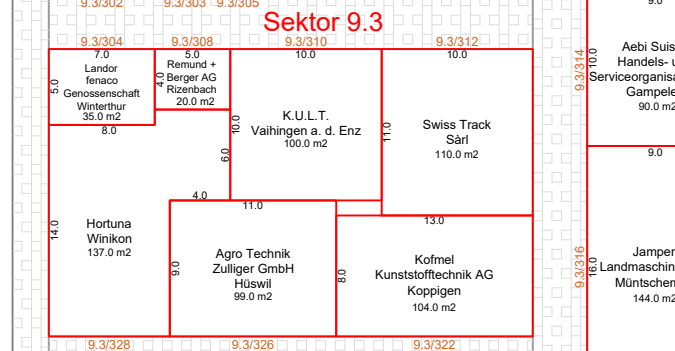 9.3/302
9.3/303
9.3/305
Sektor 9.3
9.3/304
9.3/308
9.3/310
9.3/312
7.0
5.0
10.0
10.0
5.0
Landor
fenaco
Genossenschaft
Winterthur
35.0 m2
8.0
4.0
Remund +
Berger AG
Rizenbach
20.0 m2
6.0
10.0
K.U.L.T.
Vaihingen a. d. Enz
100.0 m2
11.0
Swiss Track
Sàrl
110.0 m2
14.0
Hortuna
Winikon
137.0 m2
4.0
11.0
9.0
Agro Technik
Zulliger GmbH
Hüswil
99.0 m2
13.0
8.0
Kofmel
Kunststofftechnik AG
Koppigen
104.0 m2
9.3/328
9.3/326
9.3/322
9.0
9.3/314
10.0
Aebi Suis
Handels- u
Serviceorganisa
Gampele
90.0 m2
9.0
9.3/316
16.0
Jamper
Landmaschin
Müntschem
144.0 m2